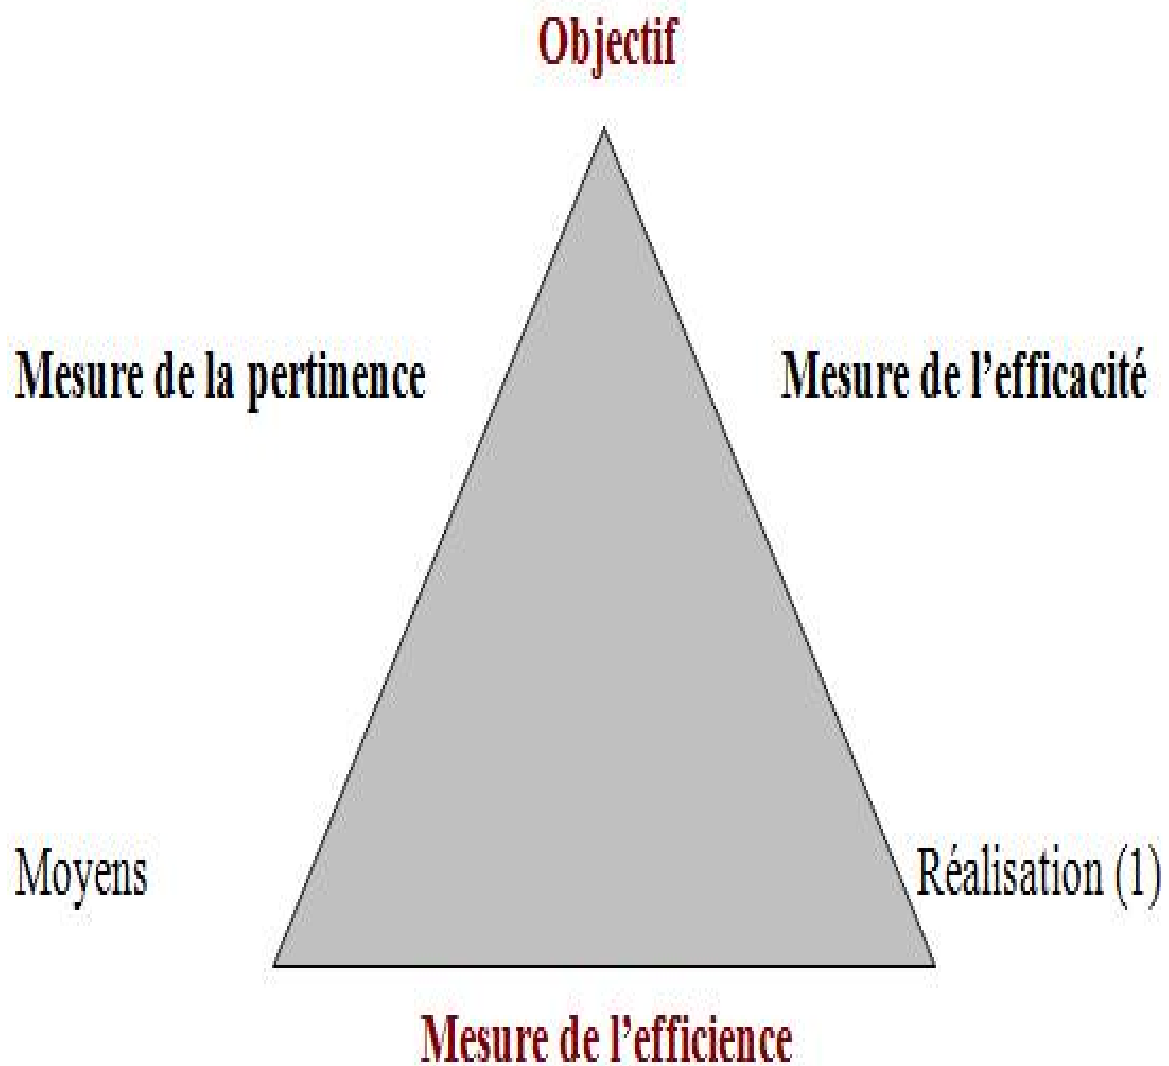 Objectif
Mesure de la pertinence
Mesure de l’efficacité
Moyens
Réalisation (1)
Mesure de l’efficience